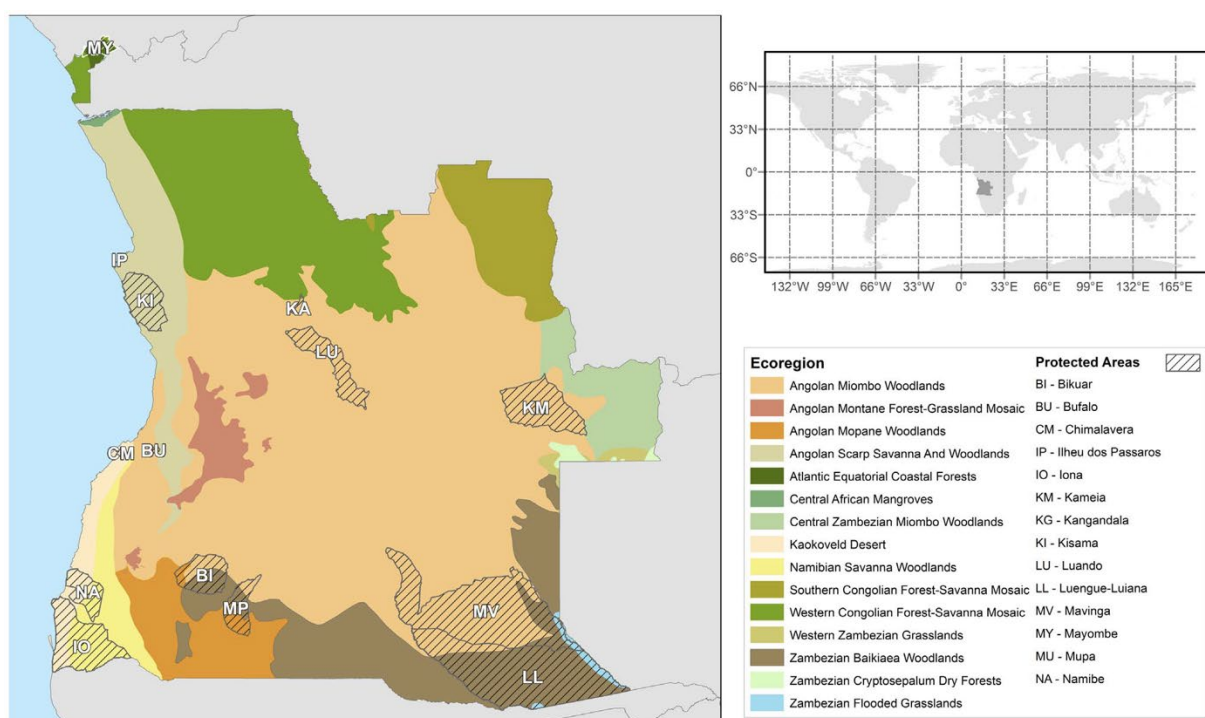 MY
IP
KI
KA
LU
KM
CM
BU
NA
BI
MP
MV
IO
LL
66°N
33°N
0°
33°S
66°S
132°W 99°W 66°W 33°W 0° 33°E 66°E 99°E 132°E 165°E
Ecoregion
Angolan Miombo Woodlands
Angolan Montane Forest-Grassland Mosaic
Angolan Mopane Woodlands
Angolan Scarp Savanna And Woodlands
Atlantic Equatorial Coastal Forests
Central African Mangroves
Central Zambezian Miombo Woodlands
Kaokoveld Desert
Namibian Savanna Woodlands
Southern Congolian Forest-Savanna Mosaic
Western Congolian Forest-Savanna Mosaic
Western Zambezian Grasslands
Zambezian Baikiaea Woodlands
Zambezian Cryptosepalum Dry Forests
Zambezian Flooded Grasslands
Protected Areas
BI - Bikuar
BU - Bufalo
CM - Chimalavera
IP - Ilheu dos Passaros
IO - Iona
KM - Kameia
KG - Kangandala
KI - Kisama
LU - Luando
LL - Luengue-Luiana
MV - Mavinga
MY - Mayombe
MU - Mupa
NA - Namibe